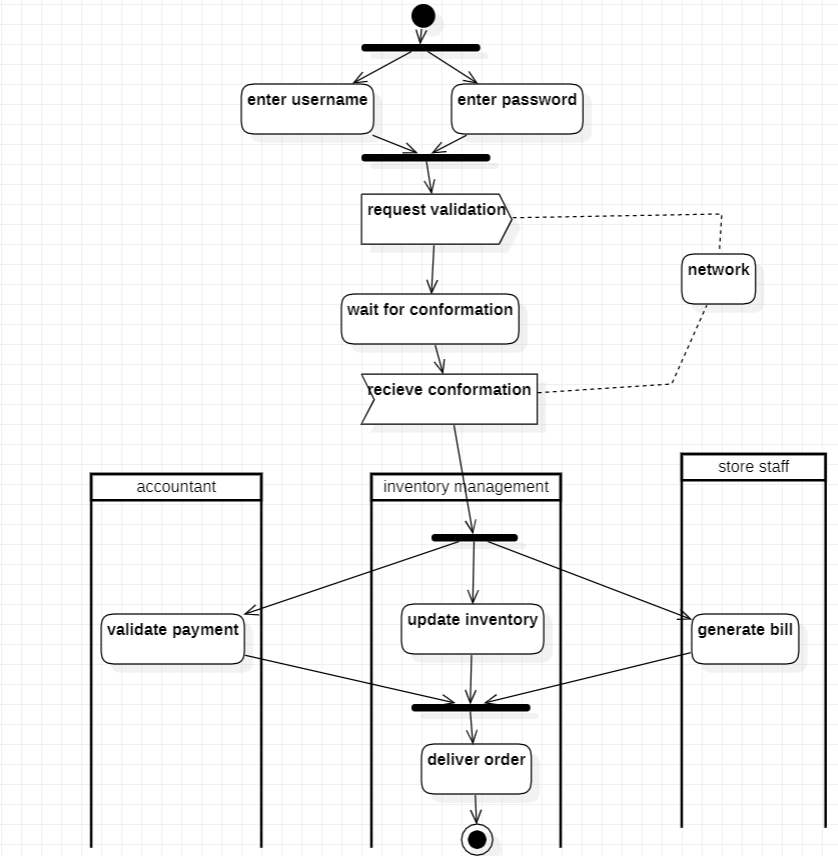 enter username
enter password
request validation
network
wait for conformation
recieve conformation
store staff
accountant
inventory management
validate payment
update inventory
generate bill
deliver order